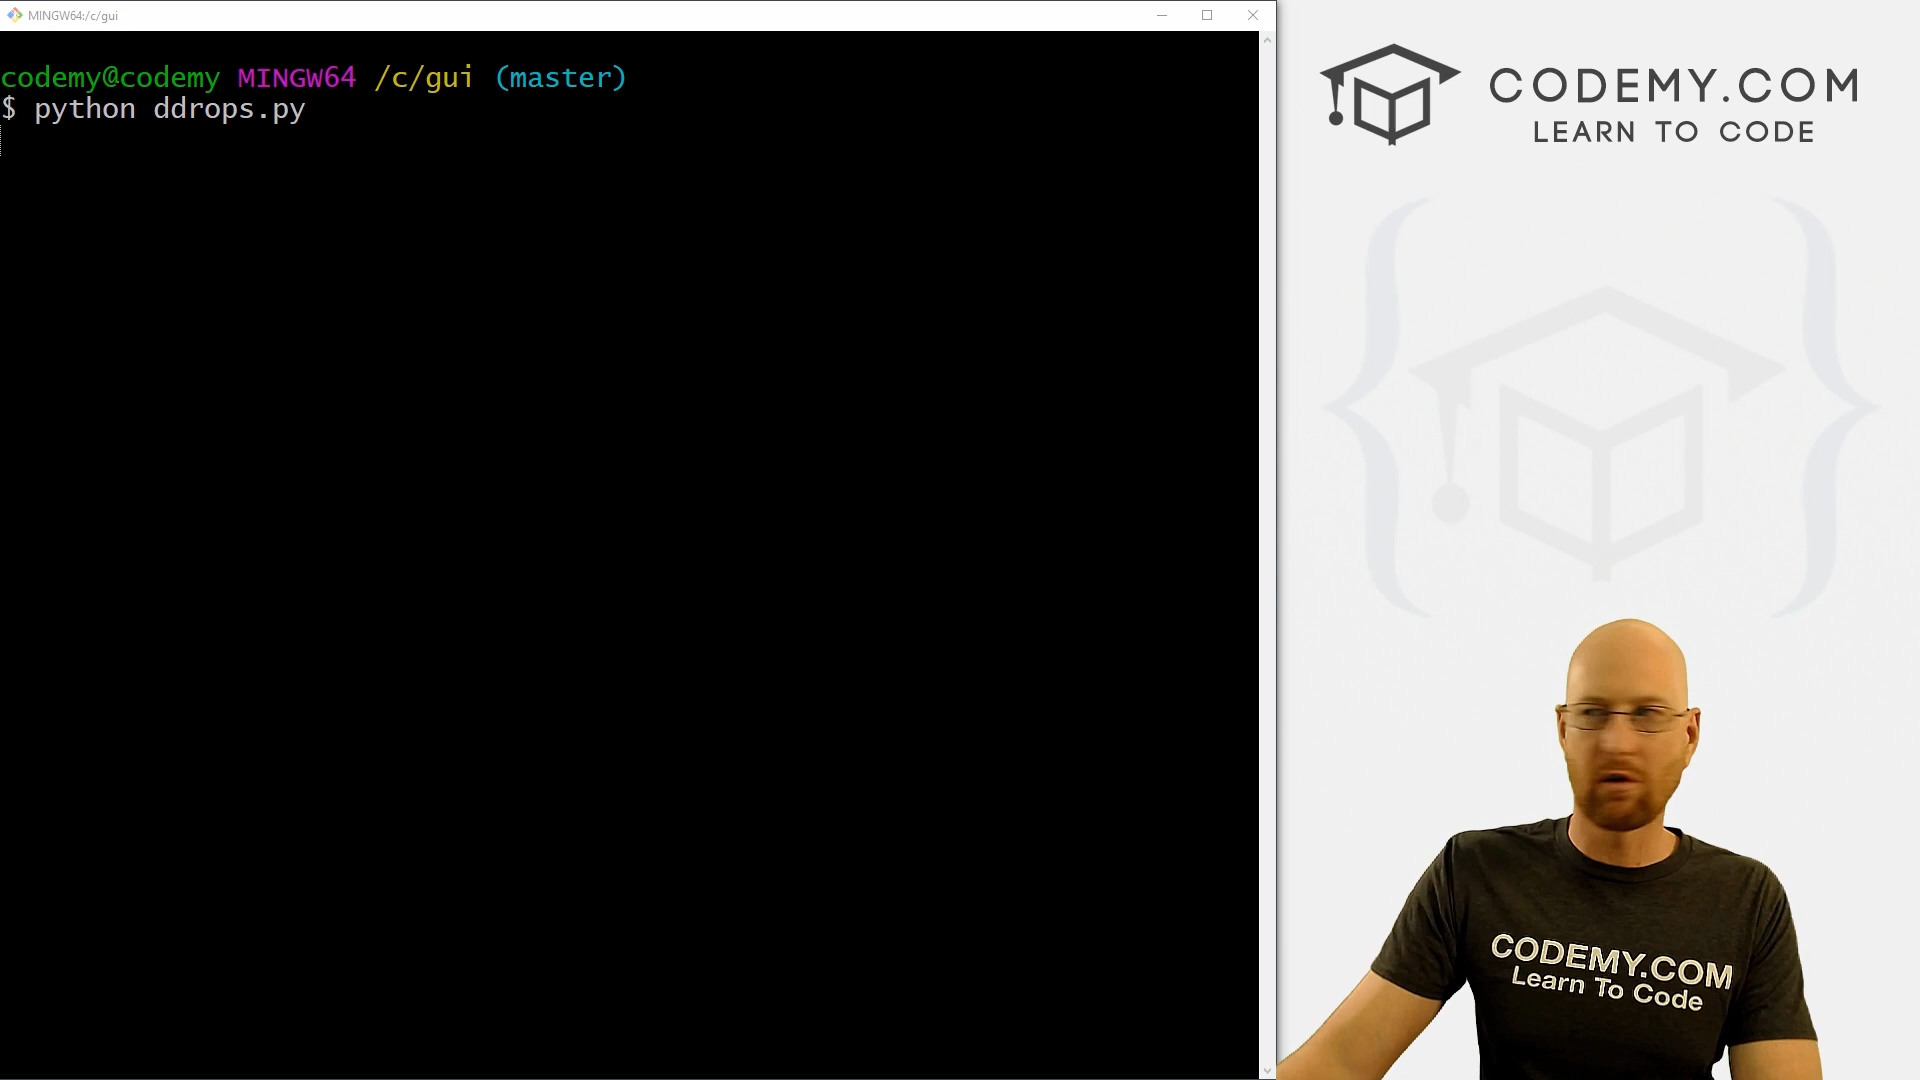 MINGW64:/c/gui
codemy@codemy MINGW64 /c/gui (master)
$ python ddrops.py
CODEMY.COM
LEARN TO CODE
CODEMY.COM
Learn To Code